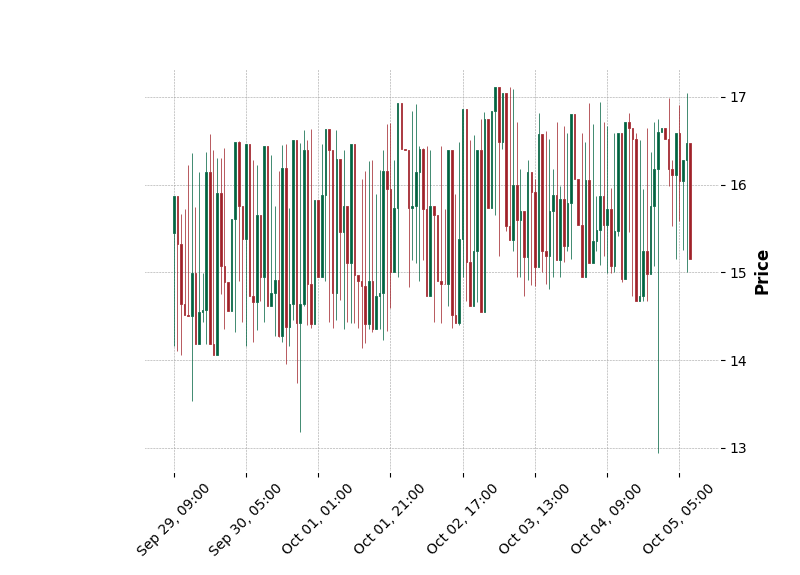 17
16
15
14
13
Price
Sep 29, 09:00
Sep 30, 05:00
Oct 01, 01:00
Oct 01, 21:00
Oct 02, 17:00
Oct 03, 13:00
Oct 04, 09:00
Oct 05, 05:00